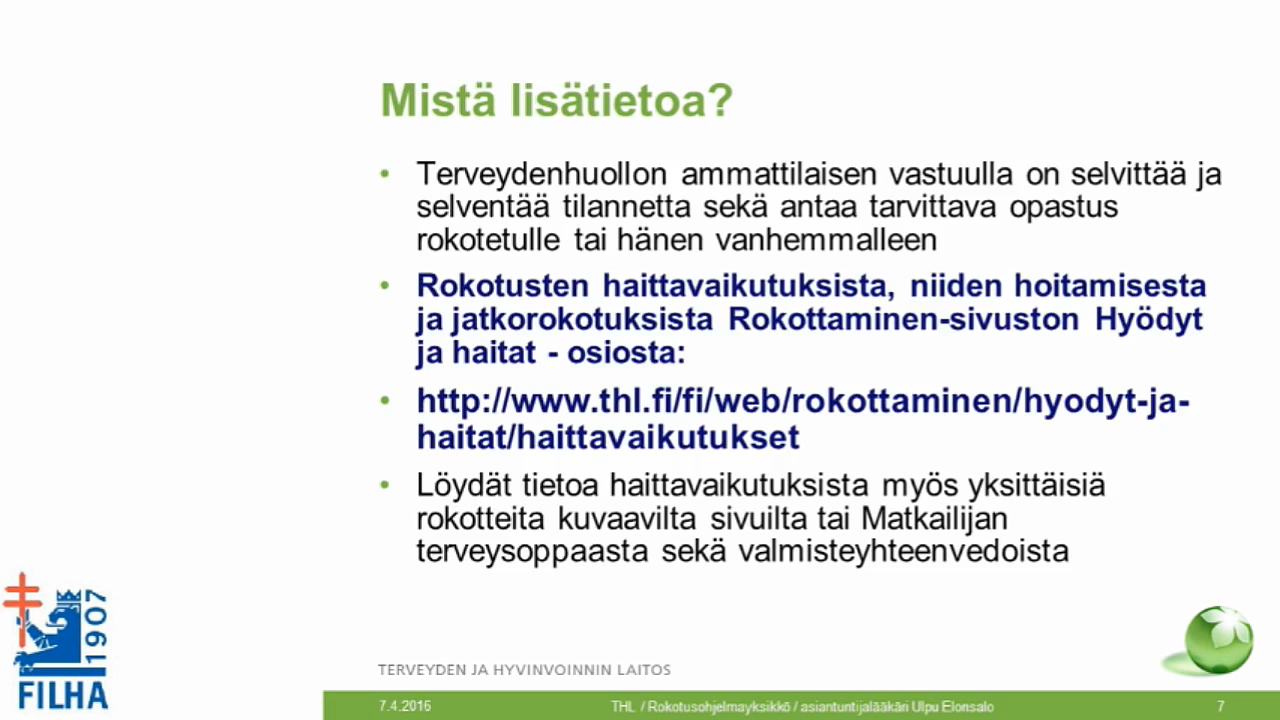 Mistä lisätietoa?
• Terveydenhuollon ammattilaisen vastuulla on selvittää ja
selventää tilannetta sekä antaa tarvittava opastus
rokotetulle tai hänen vanhemmalleen
• Rokotusten haittavaikutuksista, niiden hoitamisesta
ja jatkorokotuksista Rokottaminen-sivuston Hyödyt
ja haitat - osiosta:
• http://www.thl.fi/fi/web/rokottaminen/hyodyt-ja-
haitat/haittavaikutukset
• Löydät tietoa haittavaikutuksista myös yksittäisiä
rokotteita kuvaavilta sivuilta tai Matkailijan
terveysoppaasta sekä valmisteyhteenvedoista
1907
FILHA
TERVEYDEN JA HYVINVOINNIN LAITOS
7.4.2016
THL / Rokotusohjelmayksikkö / asiantuntijalääkäri Ulpu Elonsalo
7